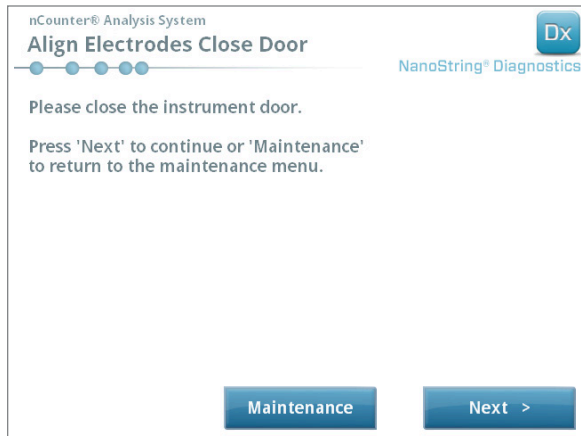 nCounter® Analysis System
Align Electrodes Close Door
Dx
NanoString® Diagnostics
Please close the instrument door.
Press 'Next' to continue or 'Maintenance'
to return to the maintenance menu.
Maintenance
Next >